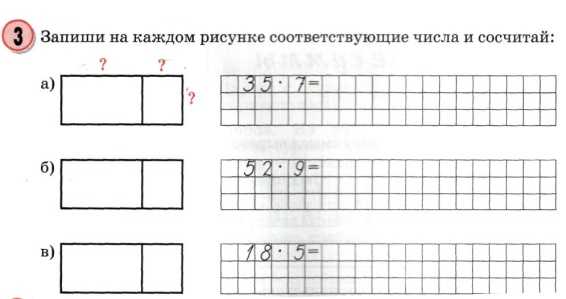 3 Запиши на каждом рисунке соответствующие числа и сосчитай:
? ?
а) ? 35 · 7=
б) 52 · 9=
в) 18 · 5=